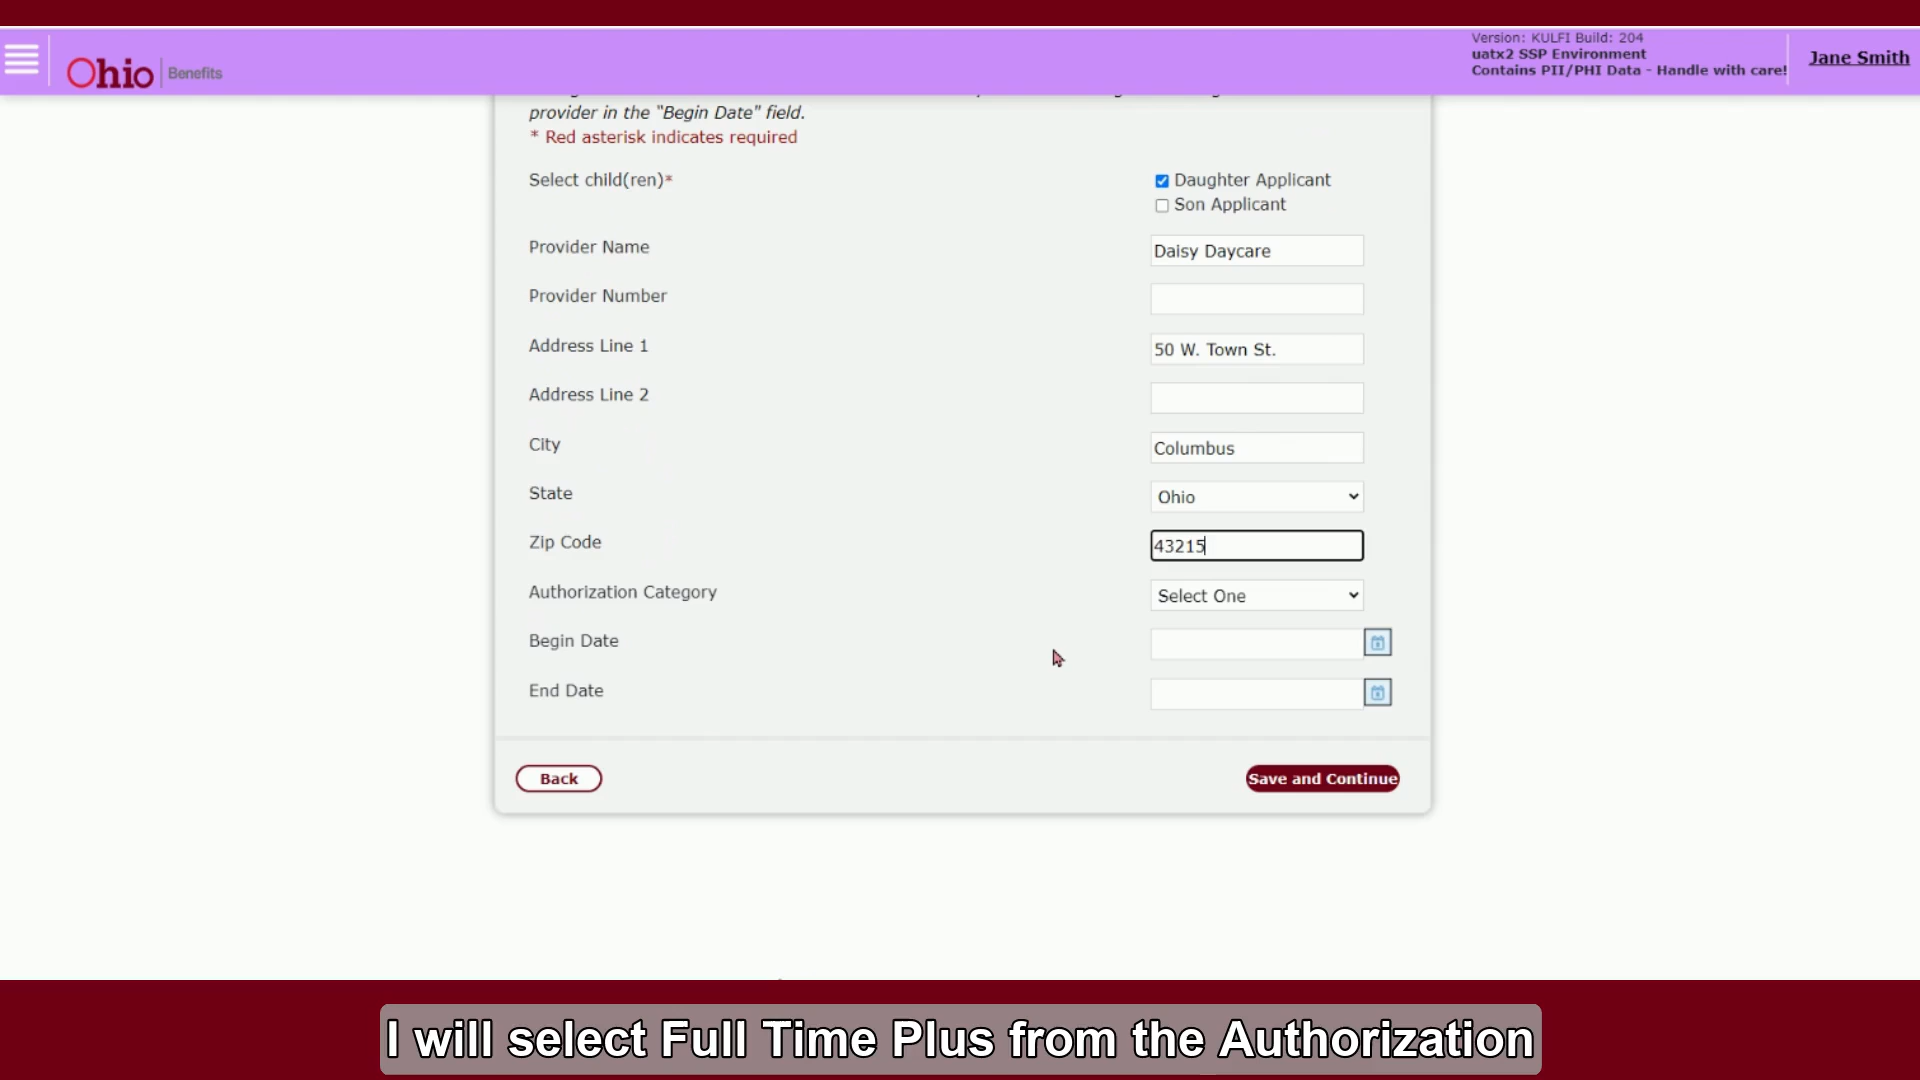 Ohio Benefits
Version: KULFI Build: 204
uatx2 SSP Environment
Contains PII/PHI Data - Handle with care!
Jane Smith
provider in the "Begin Date" field.
* Red asterisk indicates required
Select child(ren)*
Daughter Applicant
Son Applicant
Provider Name
Daisy Daycare
Provider Number
Address Line 1
50 W. Town St.
Address Line 2
City
Columbus
State
Ohio
Zip Code
43215
Authorization Category
Select One
Begin Date
End Date
Back
Save and Continue
I will select Full Time Plus from the Authorization